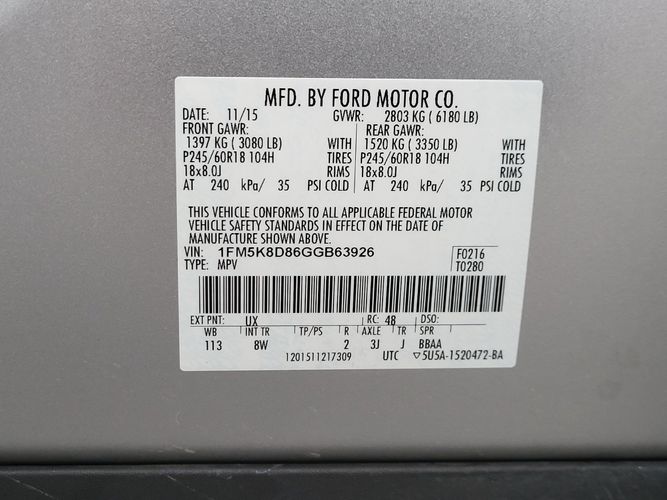 MFD. BY FORD MOTOR CO.
DATE: 11/15 GVWR: 2803 KG ( 6180 LB)
FRONT GAWR: REAR GAWR:
1397 KG ( 3080 LB) WITH 1520 KG ( 3350 LB) WITH
P245/60R18 104H TIRES P245/60R18 104H TIRES
18x8.0J RIMS 18x8.0J RIMS
AT 240 kPa/ 35 PSI COLD AT 240 kPa/ 35 PSI COLD
THIS VEHICLE CONFORMS TO ALL APPLICABLE FEDERAL MOTOR
VEHICLE SAFETY STANDARDS IN EFFECT ON THE DATE OF
MANUFACTURE SHOWN ABOVE.
VIN: 1FM5K8D86GGB63926 F0216
TYPE: MPV T0280
EXT PNT: UX RC: 48 DSO:
WB INT TR TP/PS R AXLE TR SPR
113 8W 2 3J J BBAA
1201511217309 UTC ▽5U5A-1520472-BA